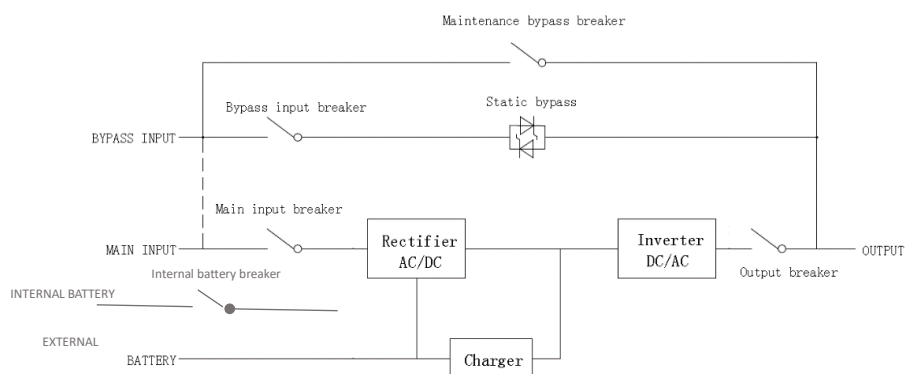 Maintenance bypass breaker
Bypass input breaker
Static bypass
BYPASS INPUT
Main input breaker
Rectifier
AC/DC
Inverter
DC/AC
MAIN INPUT
OUTPUT
Internal battery breaker
Output breaker
INTERNAL BATTERY
EXTERNAL
BATTERY
Charger